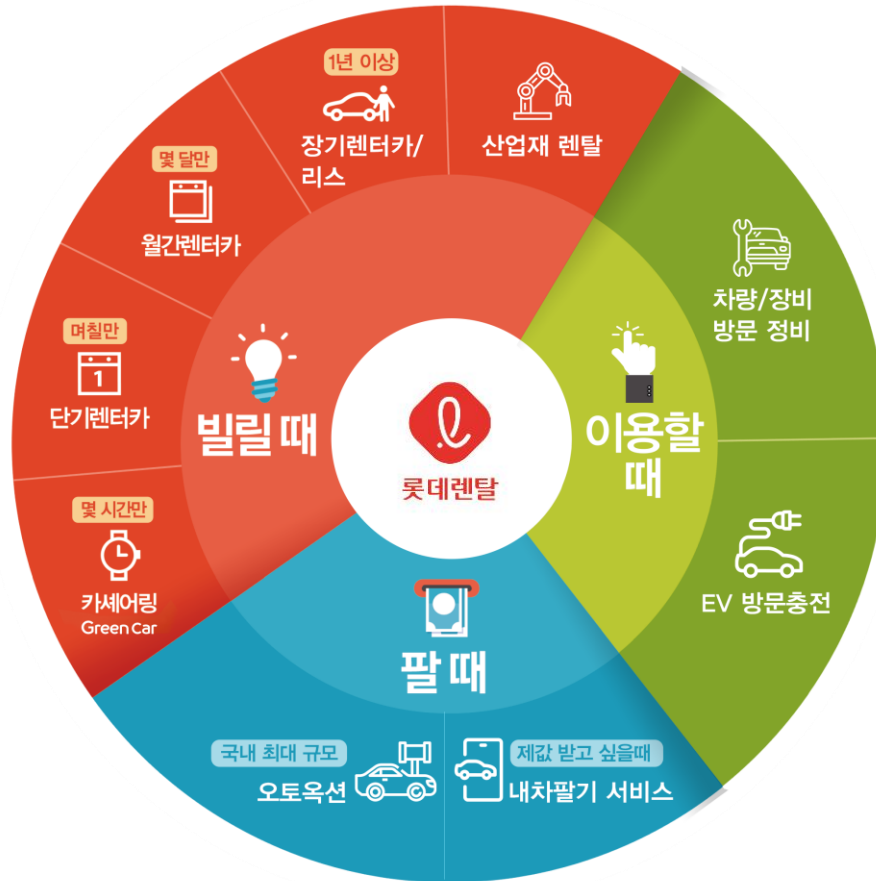 1년 이상
장기렌터카/
리스
산업재 렌탈
몇 달만
월간렌터카
며칠만
1
단기렌터카
몇 시간만
카셰어링
Green Car
빌릴 때
롯데렌탈
이용할
때
차량/장비
방문 정비
EV 방문충전
팔 때
국내 최대 규모
오토옥션
제값 받고 싶을때
내차팔기 서비스